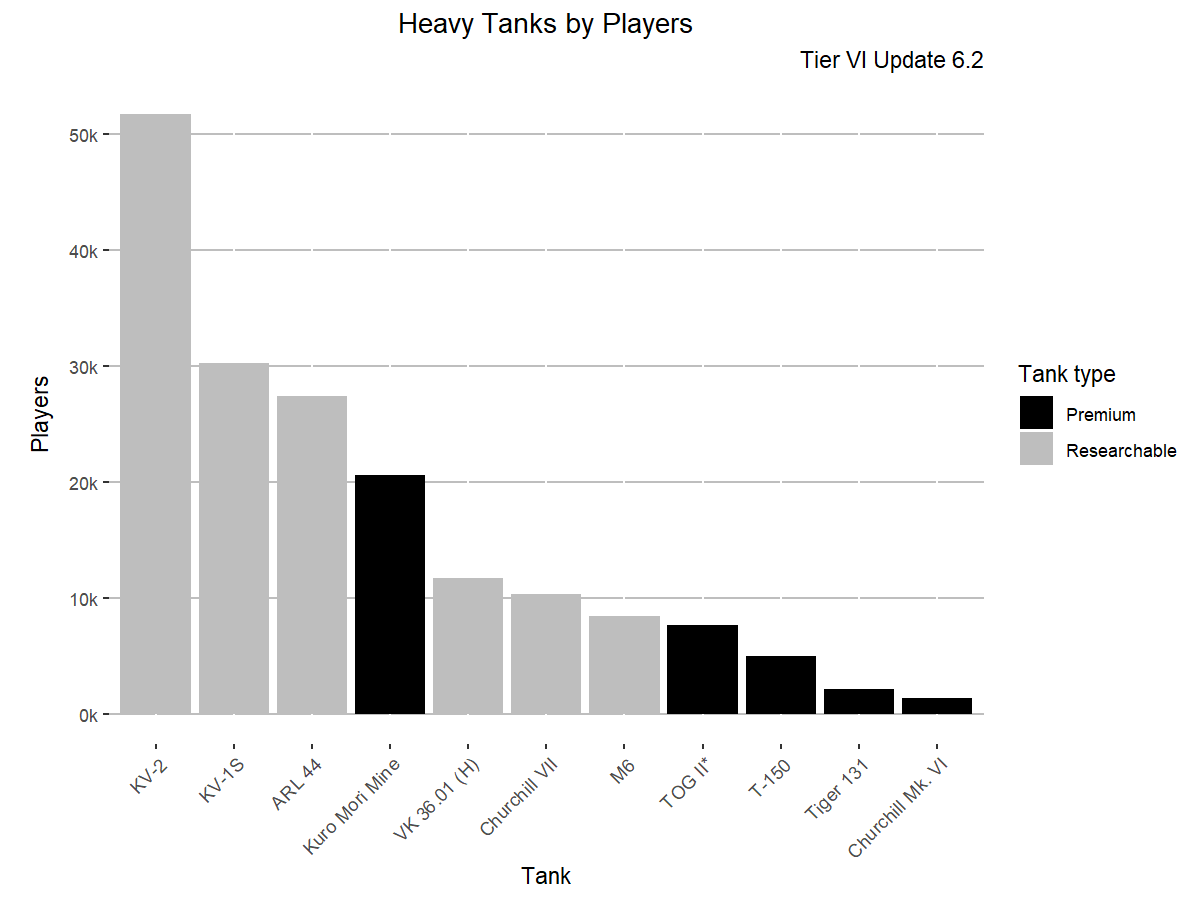 Heavy Tanks by Players
Tier VI Update 6.2
50k
40k
30k
20k
10k
0k
Players
KV-2
KV-1S
ARL 44
Kuro Mori Mine
VK 36.01 (H)
Churchill VII
M6
TOG II*
T-150
Tiger 131
Churchill Mk. VI
Tank
Tank type
Premium
Researchable